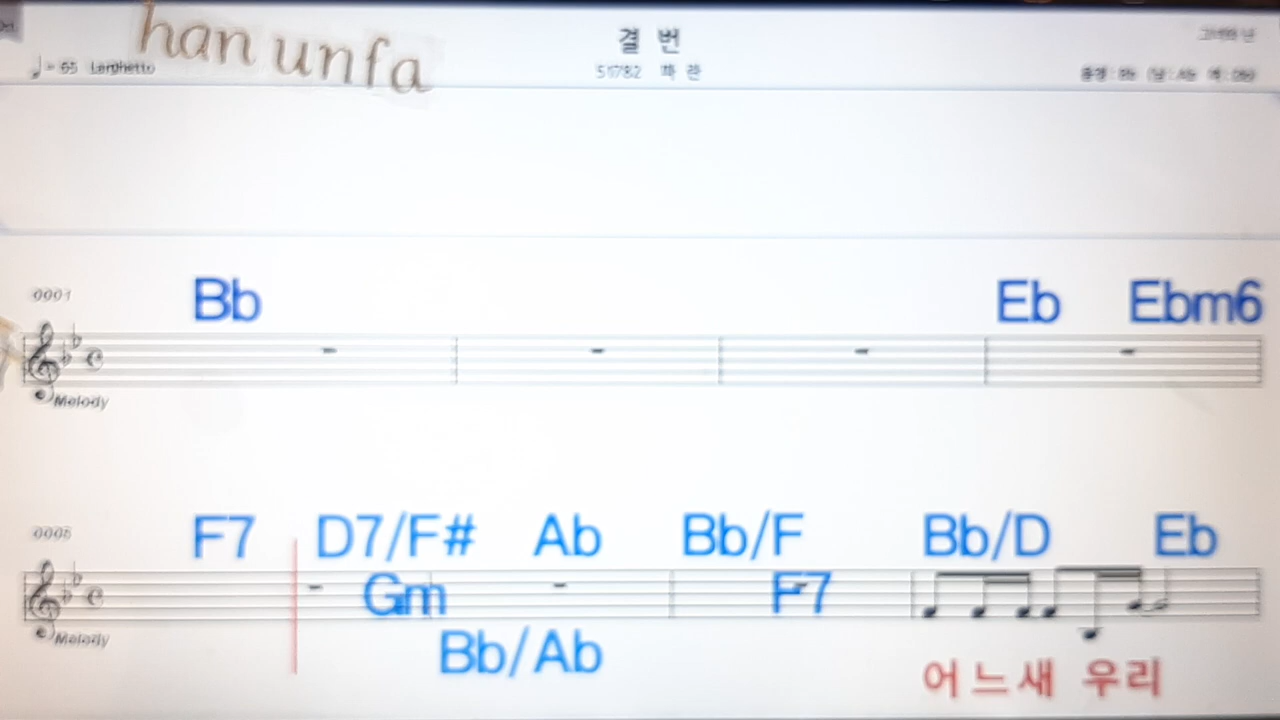 han unfa
결 번
♩= 65 Larghetto
51782 파 란
0001
Bb Eb Ebm6
Melody
0005
F7 D7/F# Ab Bb/F Bb/D Eb
Gm F7
Bb/Ab
Melody
어 느 새 우 리